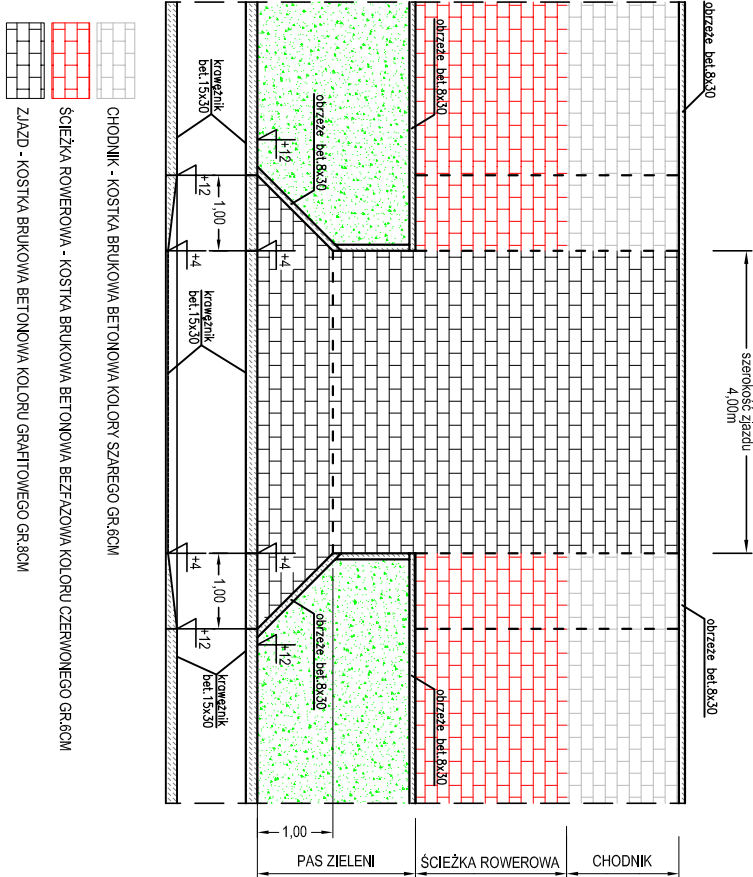 obrzeże bet.8x30
obrzeże bet.8x30
obrzeże bet.8x30
krawężnik
bet.15x30
+12
+12
1,00
+4
+4
krawężnik
bet.15x30
szerokość zjazdu
4,00m
+4
+4
1,00
+12
+12
obrzeże bet.8x30
obrzeże bet.8x30
obrzeże bet.8x30
krawężnik
bet.15x30
1,00
PAS ZIELENI
ŚCIEŻKA ROWEROWA
CHODNIK
CHODNIK - KOSTKA BRUKOWA BETONOWA KOLORY SZAREGO GR.6CM
ŚCIEŻKA ROWEROWA - KOSTKA BRUKOWA BETONOWA BEZFAZOWA KOLORU CZERWONEGO GR.6CM
ZJAZD - KOSTKA BRUKOWA BETONOWA KOLORU GRAFITOWEGO GR.8CM